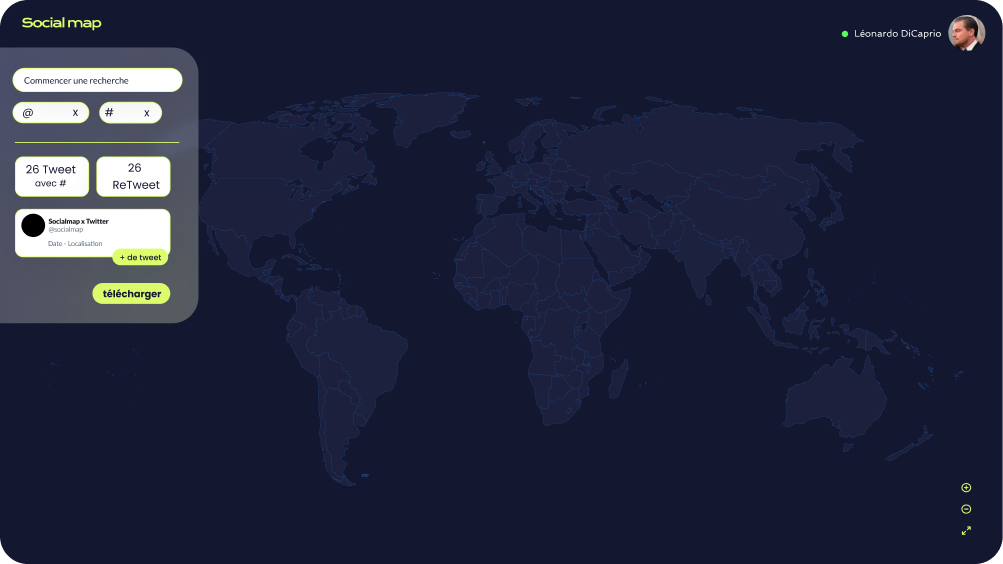 Social map
Léonardo DiCaprio
Commencer une recherche
@ x # x
26 Tweet
avec #
26
ReTweet
Socialmap x Twitter
@socialmap
Date - Localisation
+ de tweet
télécharger